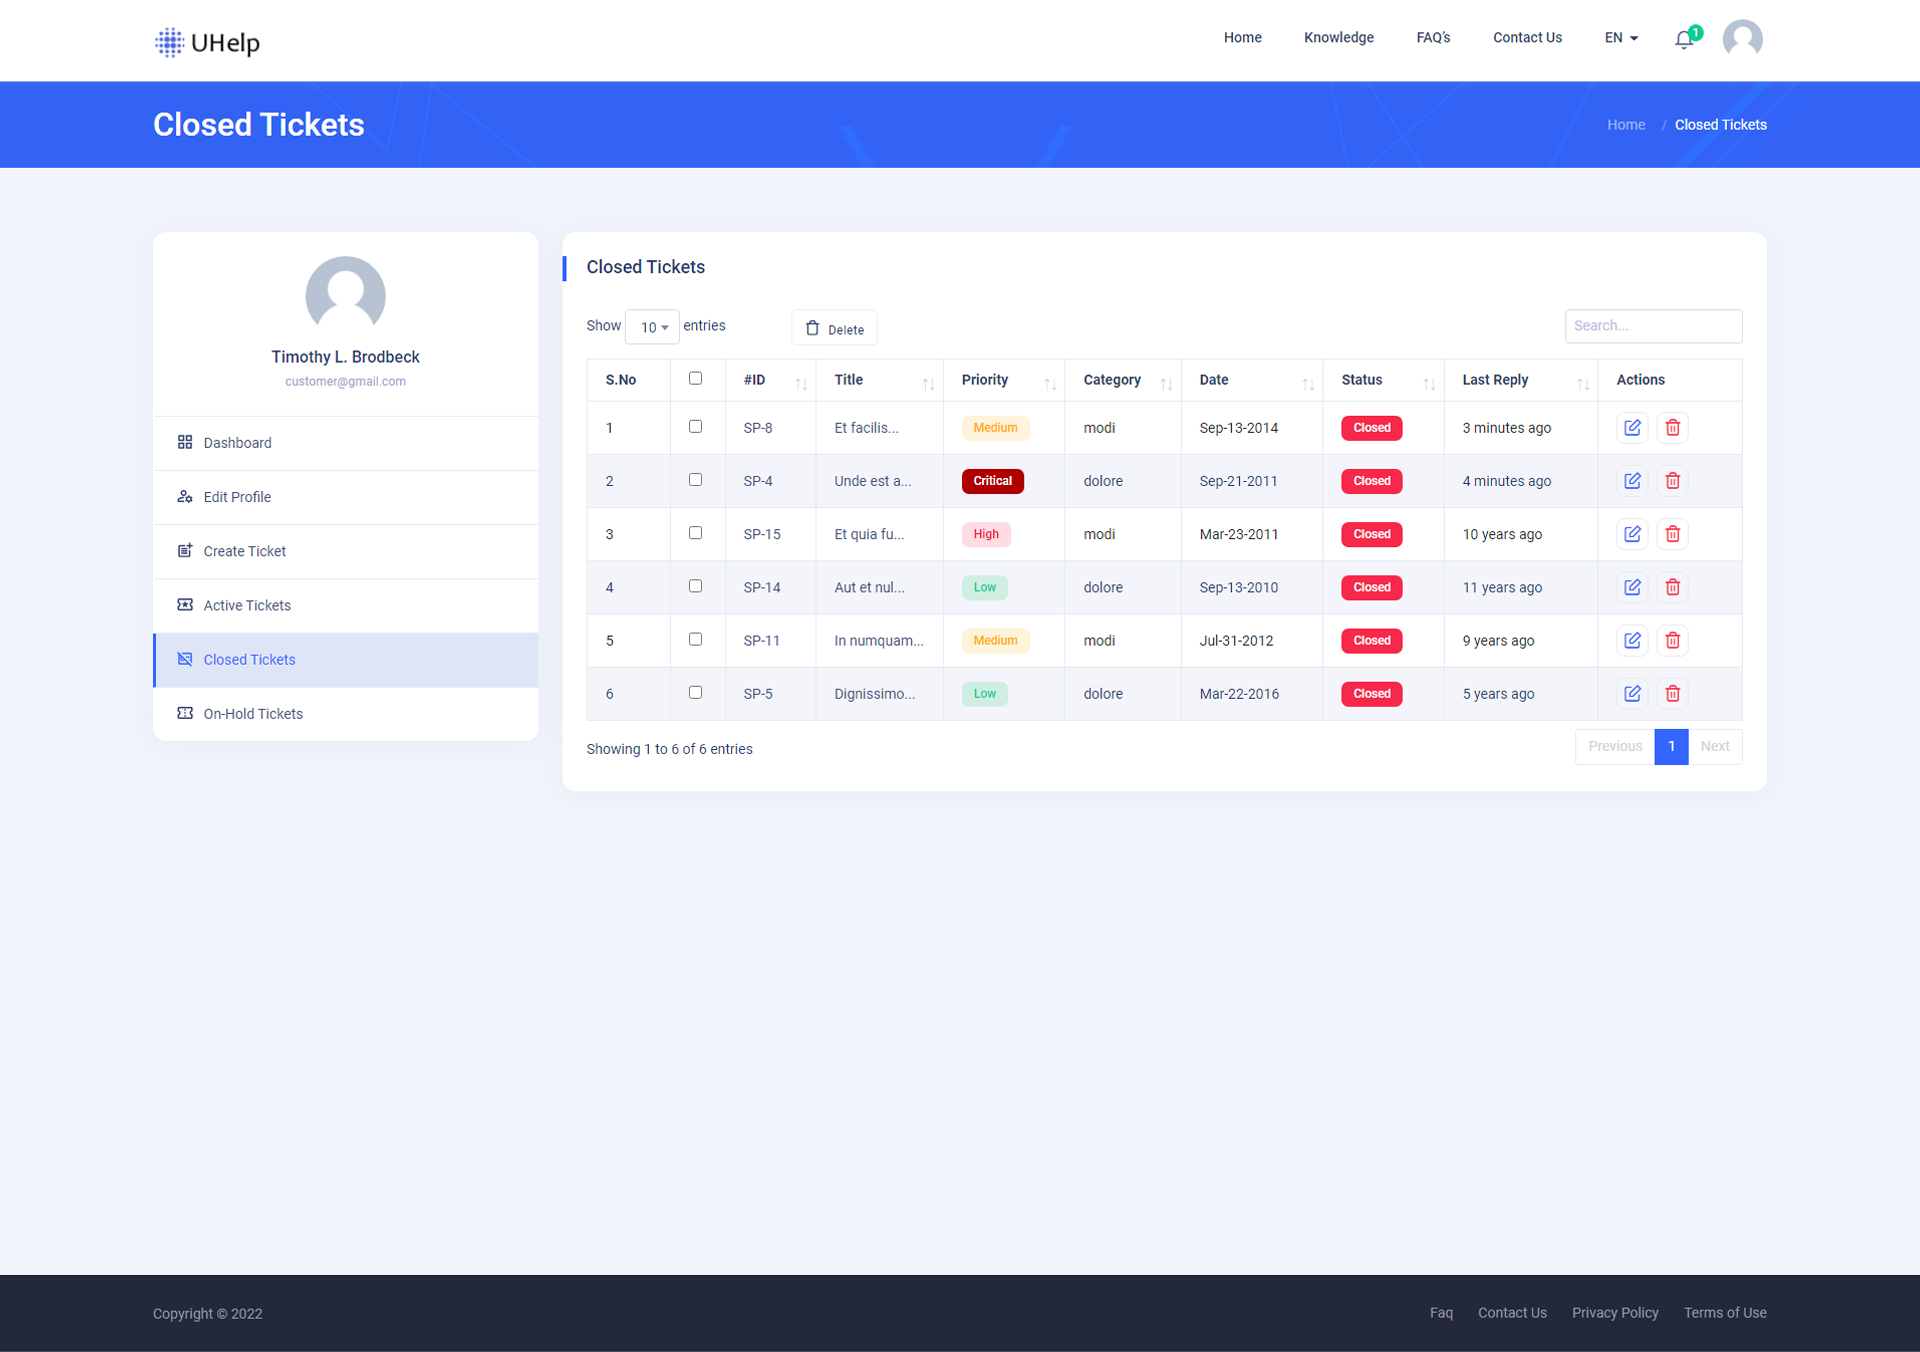 UHelp
Home Knowledge FAQ's Contact Us EN 1
Closed Tickets
Home / Closed Tickets
Timothy L. Brodbeck
customer@gmail.com
Dashboard
Edit Profile
Create Ticket
Active Tickets
Closed Tickets
On-Hold Tickets
Closed Tickets
Show 10 entries Delete Search...
S.No #ID Title Priority Category Date Status Last Reply Actions
1 SP-8 Et facilis... Medium modi Sep-13-2014 Closed 3 minutes ago
2 SP-4 Unde est a... Critical dolore Sep-21-2011 Closed 4 minutes ago
3 SP-15 Et quia fu... High modi Mar-23-2011 Closed 10 years ago
4 SP-14 Aut et nul... Low dolore Sep-13-2010 Closed 11 years ago
5 SP-11 In numquam... Medium modi Jul-31-2012 Closed 9 years ago
6 SP-5 Dignissimo... Low dolore Mar-22-2016 Closed 5 years ago
Showing 1 to 6 of 6 entries Previous 1 Next
Copyright © 2022 Faq Contact Us Privacy Policy Terms of Use